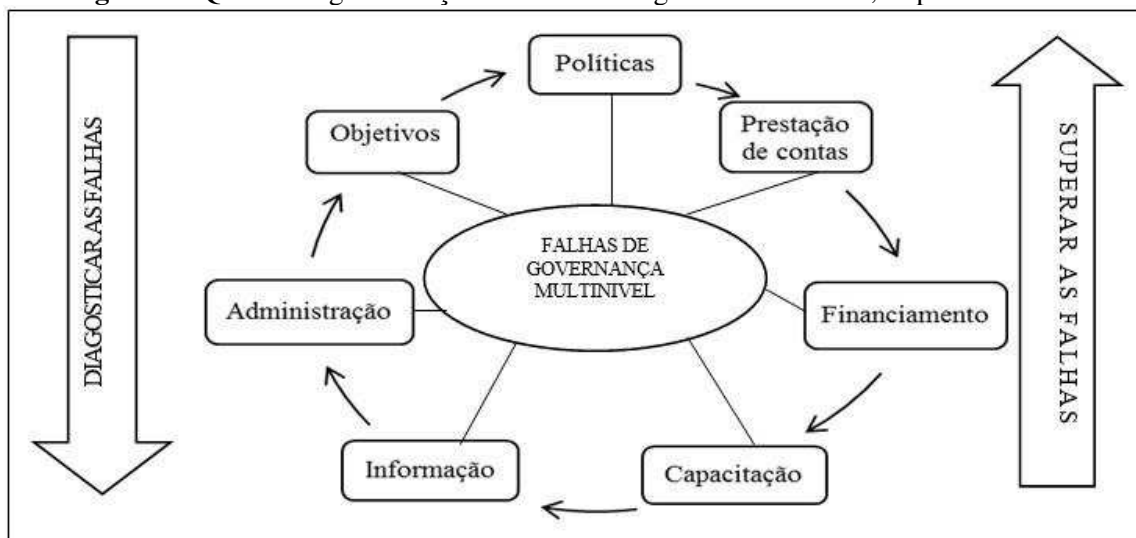 Políticas
Objetivos
Prestação
de contas
DIAGOSTICAR AS FALHAS
SUPERAR AS FALHAS
FALHAS DE
GOVERNANÇA
MULTINIVEL
Administração
Financiamento
Informação
Capacitação